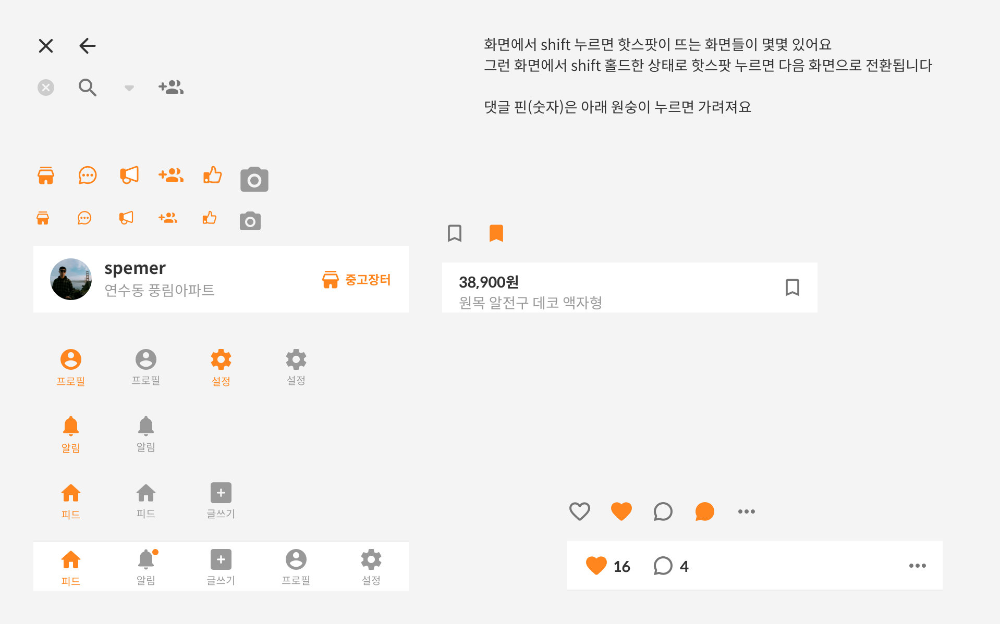 화면에서 shift 누르면 핫스팟이 뜨는 화면들이 몇몇 있어요
그런 화면에서 shift 홀드한 상태로 핫스팟 누르면 다음 화면으로 전환됩니다
댓글 핀(숫자)은 아래 원숭이 누르면 가려져요
spemer
연수동 풍림아파트
중고장터
38,900원
원목 알전구 데코 액자형
프로필
프로필
설정
설정
알림
알림
피드
피드
글쓰기
피드
알림
글쓰기
프로필
설정
16
4